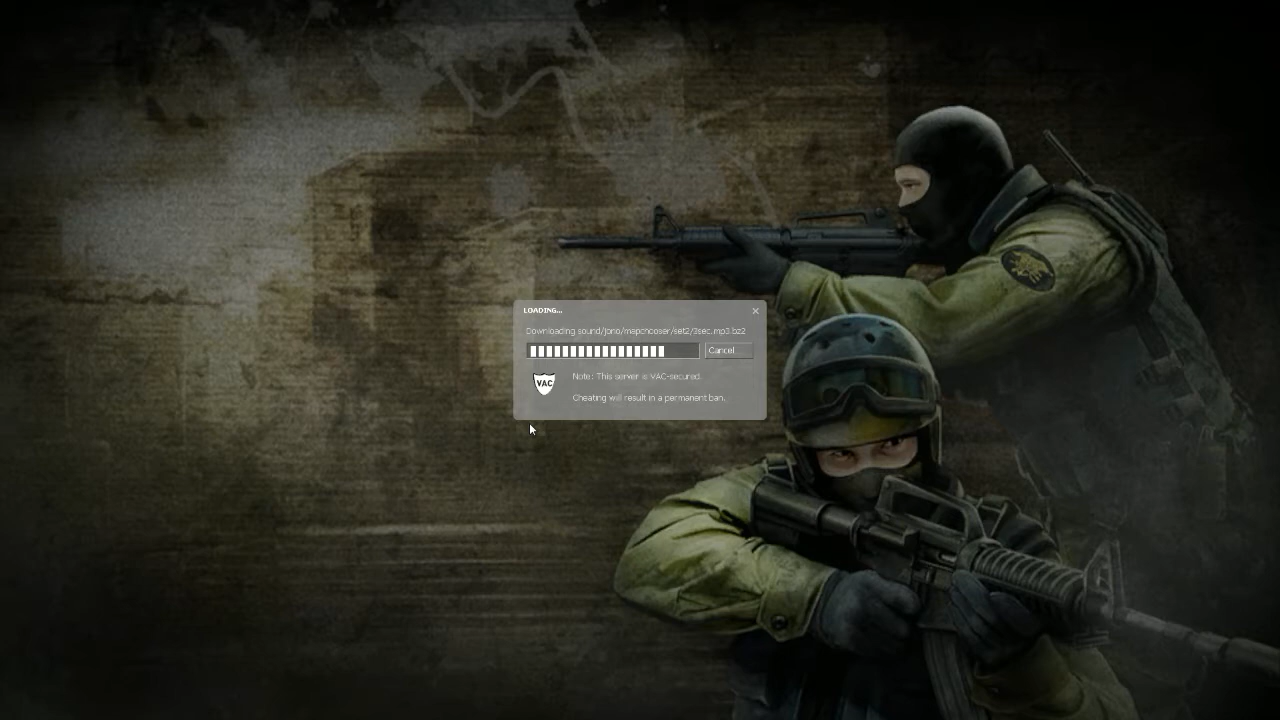 LOADING...
Downloading sound/jono/mapchooser/set2/3sec.mp3.bz2
Cancel
VAC
Note: This server is VAC-secured.
Cheating will result in a permanent ban.